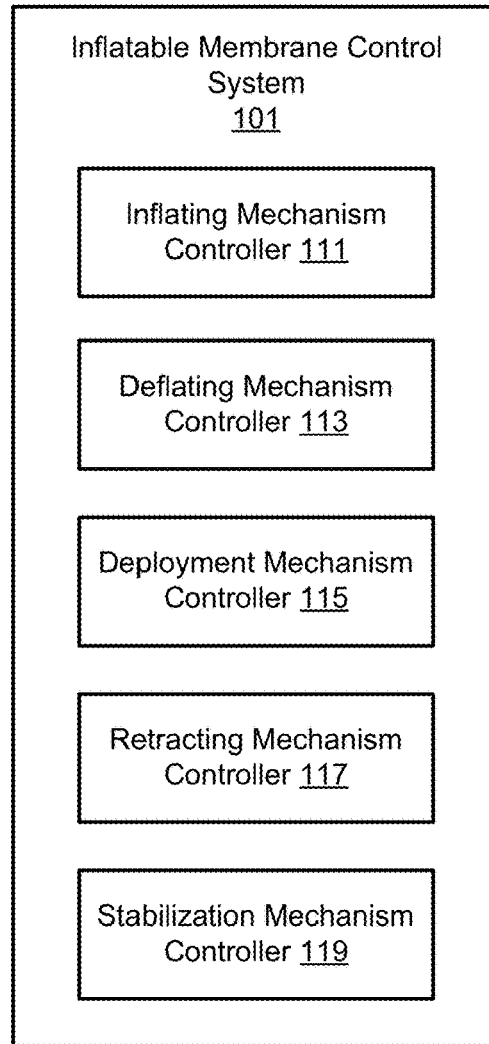 Inflatable Membrane Control
System
101
Inflating Mechanism
Controller 111
Deflating Mechanism
Controller 113
Deployment Mechanism
Controller 115
Retracting Mechanism
Controller 117
Stabilization Mechanism
Controller 119